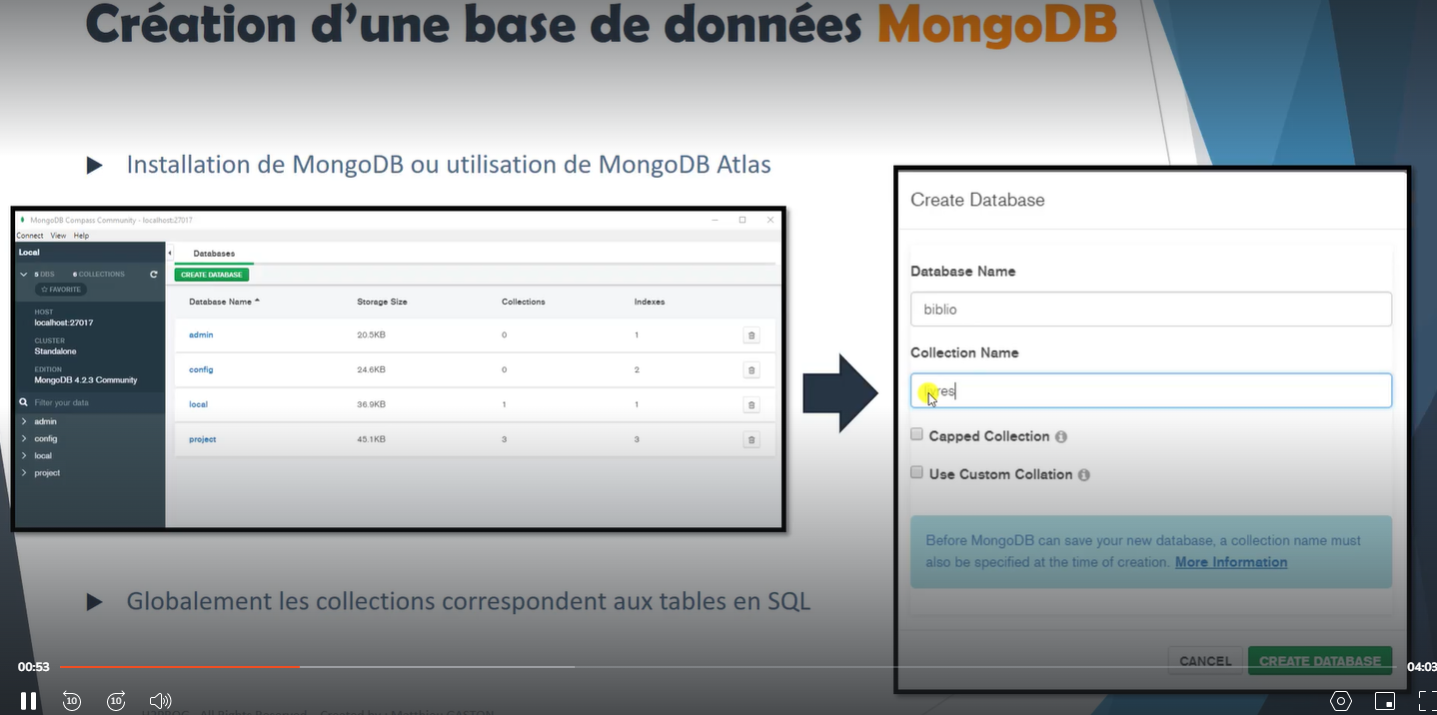 Création d'une base de données MongoDB
Installation de MongoDB ou utilisation de MongoDB Atlas
MongoDB Compass Community - localhost:27017
Connect View Help
Local
5 DBS 6 COLLECTIONS
FAVORITE
HOST
localhost:27017
CLUSTER
Standalone
EDITION
MongoDB 4.2.3 Community
Filter your data
admin
config
local
project
Databases
CREATE DATABASE
Database Name Storage Size Collections Indexes
admin 20.5KB 0 1
config 24.6KB 0 2
local 36.9KB 1 1
project 45.1KB 3 3
Create Database
Database Name
biblio
Collection Name
livres
Capped Collection
Use Custom Collation
Before MongoDB can save your new database, a collection name must
also be specified at the time of creation. More Information
CANCEL CREATE DATABASE
Globalement les collections correspondent aux tables en SQL
00:53
04:03
10 10
All Rights Reserved - Created by : Matthieu GASTON